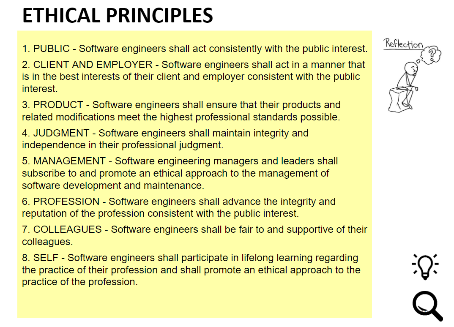 ETHICAL PRINCIPLES
1. PUBLIC - Software engineers shall act consistently with the public interest.
2. CLIENT AND EMPLOYER - Software engineers shall act in a manner that
is in the best interests of their client and employer consistent with the public
interest.
3. PRODUCT - Software engineers shall ensure that their products and
related modifications meet the highest professional standards possible.
4. JUDGMENT - Software engineers shall maintain integrity and
independence in their professional judgment.
5. MANAGEMENT - Software engineering managers and leaders shall
subscribe to and promote an ethical approach to the management of
software development and maintenance.
6. PROFESSION - Software engineers shall advance the integrity and
reputation of the profession consistent with the public interest.
7. COLLEAGUES - Software engineers shall be fair to and supportive of their
colleagues.
8. SELF - Software engineers shall participate in lifelong learning regarding
the practice of their profession and shall promote an ethical approach to the
practice of the profession.
Reflection
??